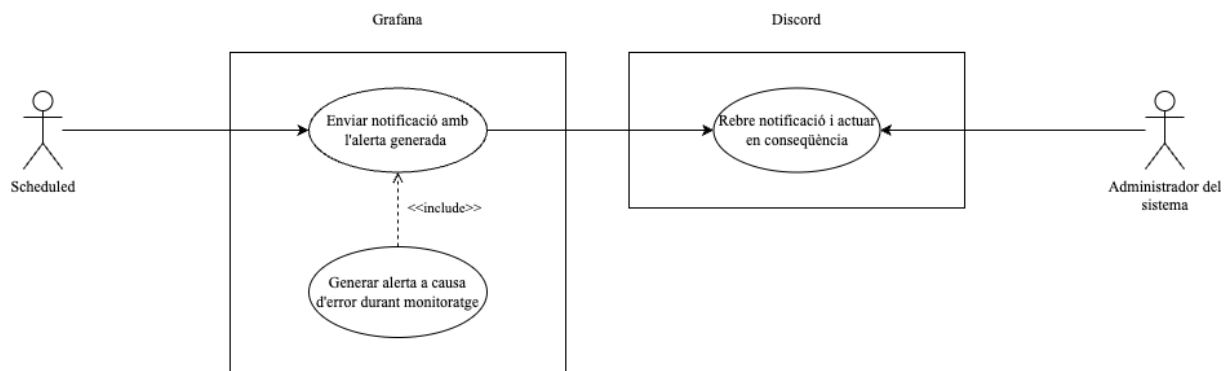 Grafana
Discord
Enviar notificació amb
l'alerta generada
Rebre notificació i actuar
en conseqüència
Scheduled
Administrador del
sistema
<<include>>
Generar alerta a causa
d'error durant monitoratge